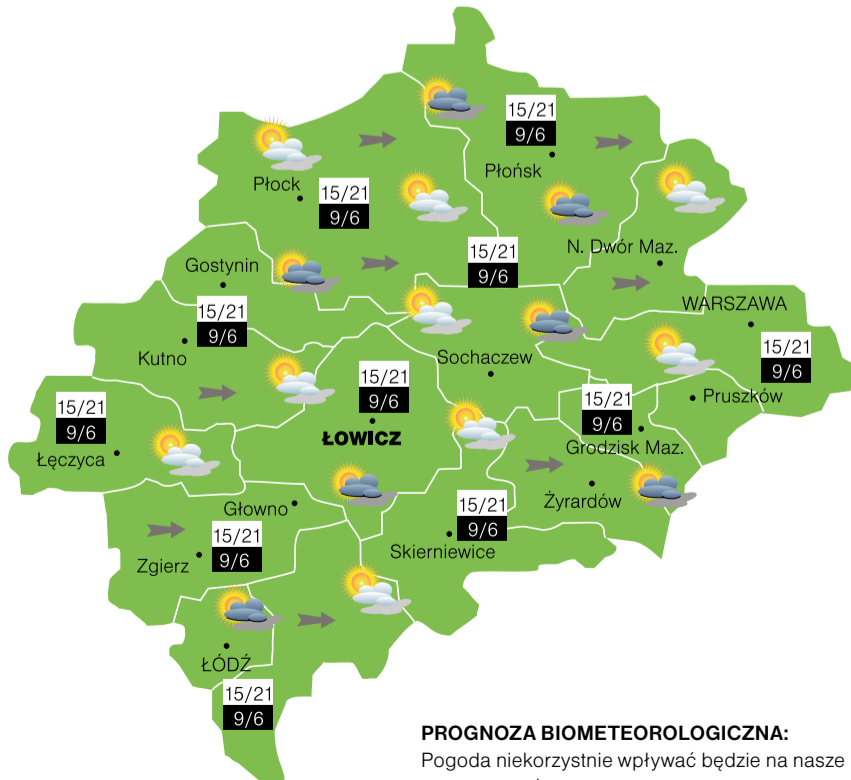 15/21
9/6
Płońsk
Płock
15/21
9/6
N. Dwór Maz.
15/21
9/6
Gostynin
WARSZAWA
15/21
9/6
Kutno
15/21
9/6
Sochaczew
15/21
9/6
ŁOWICZ
Pruszków
15/21
9/6
Grodzisk Maz.
15/21
9/6
Łęczyca
Żyrardów
Głowno
15/21
9/6
Skierniewice
15/21
9/6
Zgierz
ŁÓDŹ
15/21
9/6
PROGNOZA BIOMETEOROLOGICZNA:
Pogoda niekorzystnie wpływać będzie na nasze